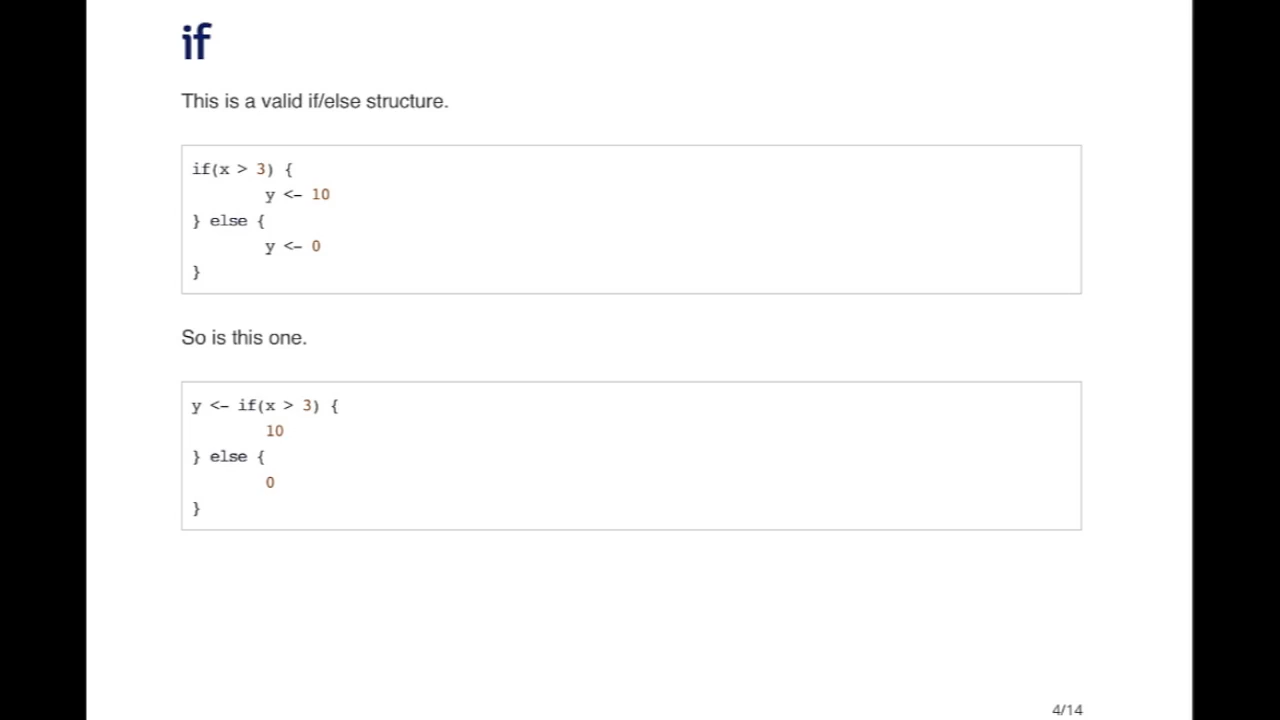 if
This is a valid if/else structure.
if(x > 3) {
        y <- 10
} else {
        y <- 0
}
So is this one.
y <- if(x > 3) {
        10
} else {
        0
}
4/14